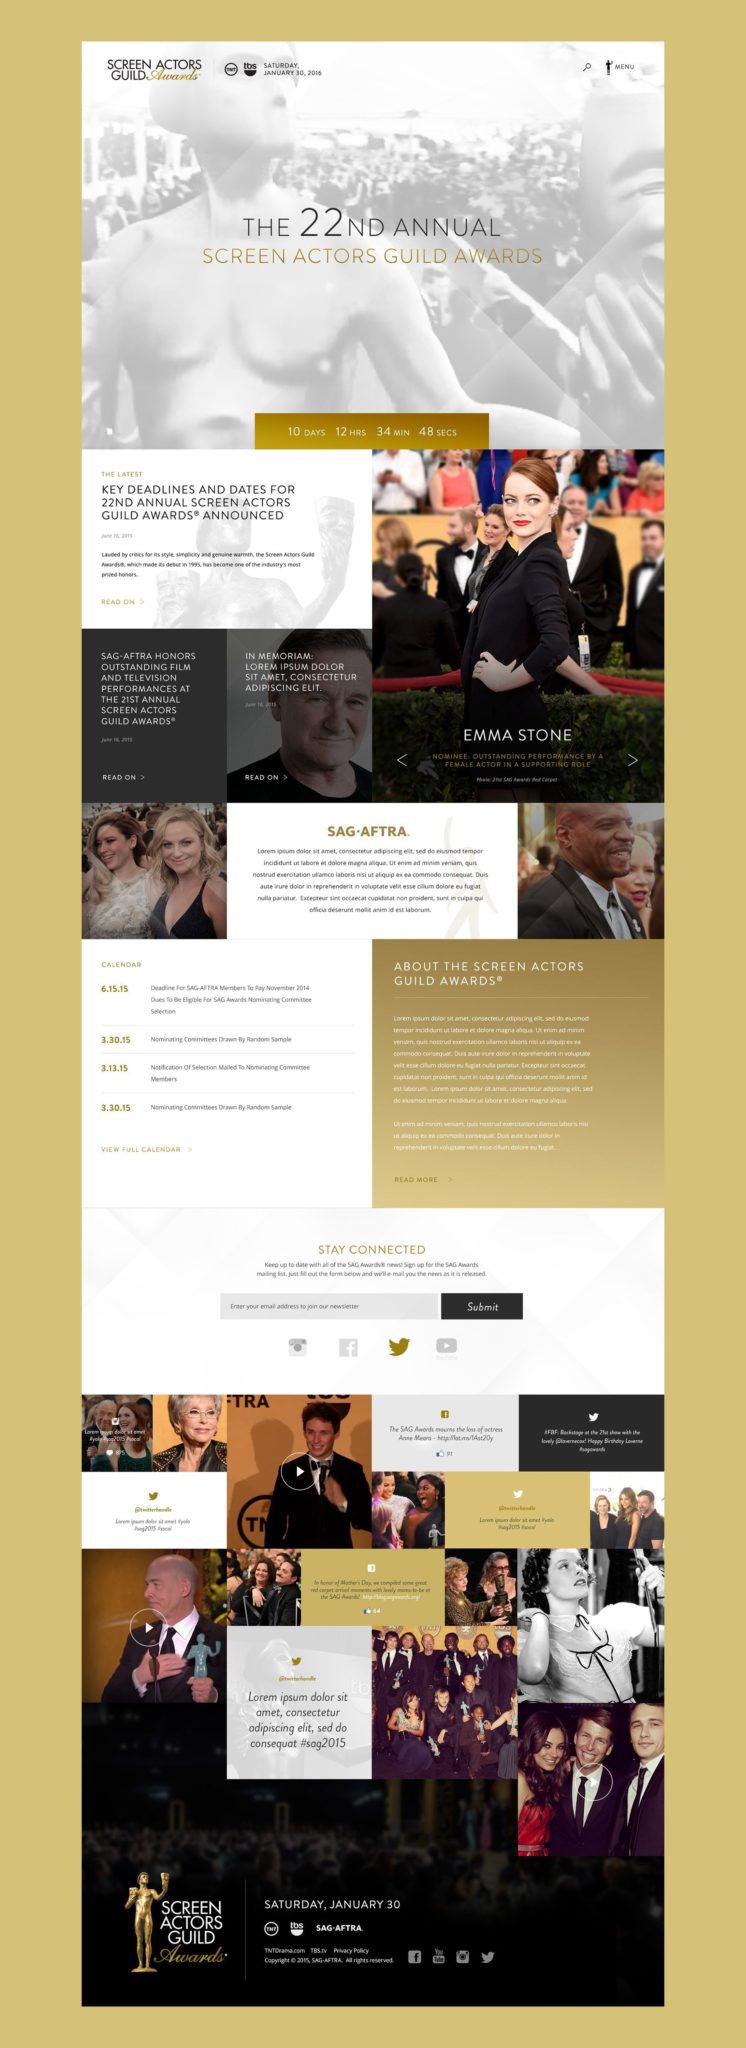 SCREEN ACTORS
GUILD Awards
TNT
tbs
SATURDAY,
JANUARY 30, 2016
MENU
THE 22ND ANNUAL
SCREEN ACTORS GUILD AWARDS
10 DAYS 12 HRS 34 MIN 48 SECS
THE LATEST
KEY DEADLINES AND DATES FOR
22ND ANNUAL SCREEN ACTORS
GUILD AWARDS® ANNOUNCED
June 16, 2015
Lauded by critics for its style, simplicity and genuine warmth, the Screen Actors Guild
Awards®, which made its debut in 1995, has become one of the industry's most
prized honors.
READ ON >
SAG-AFTRA HONORS
OUTSTANDING FILM
AND TELEVISION
PERFORMANCES AT
THE 21ST ANNUAL
SCREEN ACTORS
GUILD AWARDS®
June 16, 2015
READ ON >
IN MEMORIAM:
LOREM IPSUM DOLOR
SIT AMET, CONSECTETUR
ADIPISCING ELIT.
June 16, 2015
READ ON >
EMMA STONE
NOMINEE: OUTSTANDING PERFORMANCE BY A
FEMALE ACTOR IN A SUPPORTING ROLE
Photo: 21st SAG Awards Red Carpet
SAG·AFTRA.
Lorem ipsum dolor sit amet, consectetur adipiscing elit, sed do eiusmod tempor
incididunt ut labore et dolore magna aliqua. Ut enim ad minim veniam, quis
nostrud exercitation ullamco laboris nisi ut aliquip ex ea commodo consequat. Duis
aute irure dolor in reprehenderit in voluptate velit esse cillum dolore eu fugiat
nulla pariatur. Excepteur sint occaecat cupidatat non proident, sunt in culpa qui
officia deserunt mollit anim id est laborum.
CALENDAR
6.15.15 Deadline For SAG-AFTRA Members To Pay November 2014
Dues To Be Eligible For SAG Awards Nominating Committee
Selection
3.30.15 Nominating Committees Drawn By Random Sample
3.13.15 Notification Of Selection Mailed To Nominating Committee
Members
3.30.15 Nominating Committees Drawn By Random Sample
VIEW FULL CALENDAR >
ABOUT THE SCREEN ACTORS
GUILD AWARDS®
Lorem ipsum dolor sit amet, consectetur adipiscing elit, sed do eiusmod
tempor incididunt ut labore et dolore magna aliqua. Ut enim ad minim
veniam, quis nostrud exercitation ullamco laboris nisi ut aliquip ex ea
commodo consequat. Duis aute irure dolor in reprehenderit in voluptate
velit esse cillum dolore eu fugiat nulla pariatur. Excepteur sint occaecat
cupidatat non proident, sunt in culpa qui officia deserunt mollit anim id
est laborum. Lorem ipsum dolor sit amet, consectetur adipiscing elit, sed
do eiusmod tempor incididunt ut labore et dolore magna aliqua.
Ut enim ad minim veniam, quis nostrud exercitation ullamco laboris nisi
ut aliquip ex ea commodo consequat. Duis aute irure dolor in
reprehenderit in voluptate velit esse cillum dolore eu fugiat.
READ MORE >
STAY CONNECTED
Keep up to date with all of the SAG Awards® news! Sign up for the SAG Awards
mailing list. Just fill out the form below and we'll e-mail you the news as it is released.
Enter your email address to join our newsletter
Submit
Lorem ipsum dolor sit amet
#yolo #sag2015 #socal
875
FTRA
tbs
TN
The SAG Awards mourns the loss of actress
Anne Meara - http://lat.ms/1Ast20y
91
#FBF: Backstage at the 21st show with the
lovely @lavernecox! Happy Birthday Laverne
#sagawards
@twitterhandle
Lorem ipsum dolor sit amet #yolo
#sag2015 #socal
@twitterhandle
Lorem ipsum dolor sit amet #yolo
#sag2015 #socal
In honor of Mother's Day, we compiled some great
red carpet arrival moments with lovely moms-to-be at
the SAG Awards! http://blog.sagawards.org/
64
@twitterhandle
Lorem ipsum dolor sit
amet, consectetur
adipiscing elit, sed do
consequat #sag2015
SCREEN
ACTORS
GUILD
Awards
SATURDAY, JANUARY 30
TNT
tbs
SAG·AFTRA.
TNTDrama.com TBS.tv Privacy Policy
Copyright © 2015, SAG-AFTRA. All rights reserved.
You
Tube